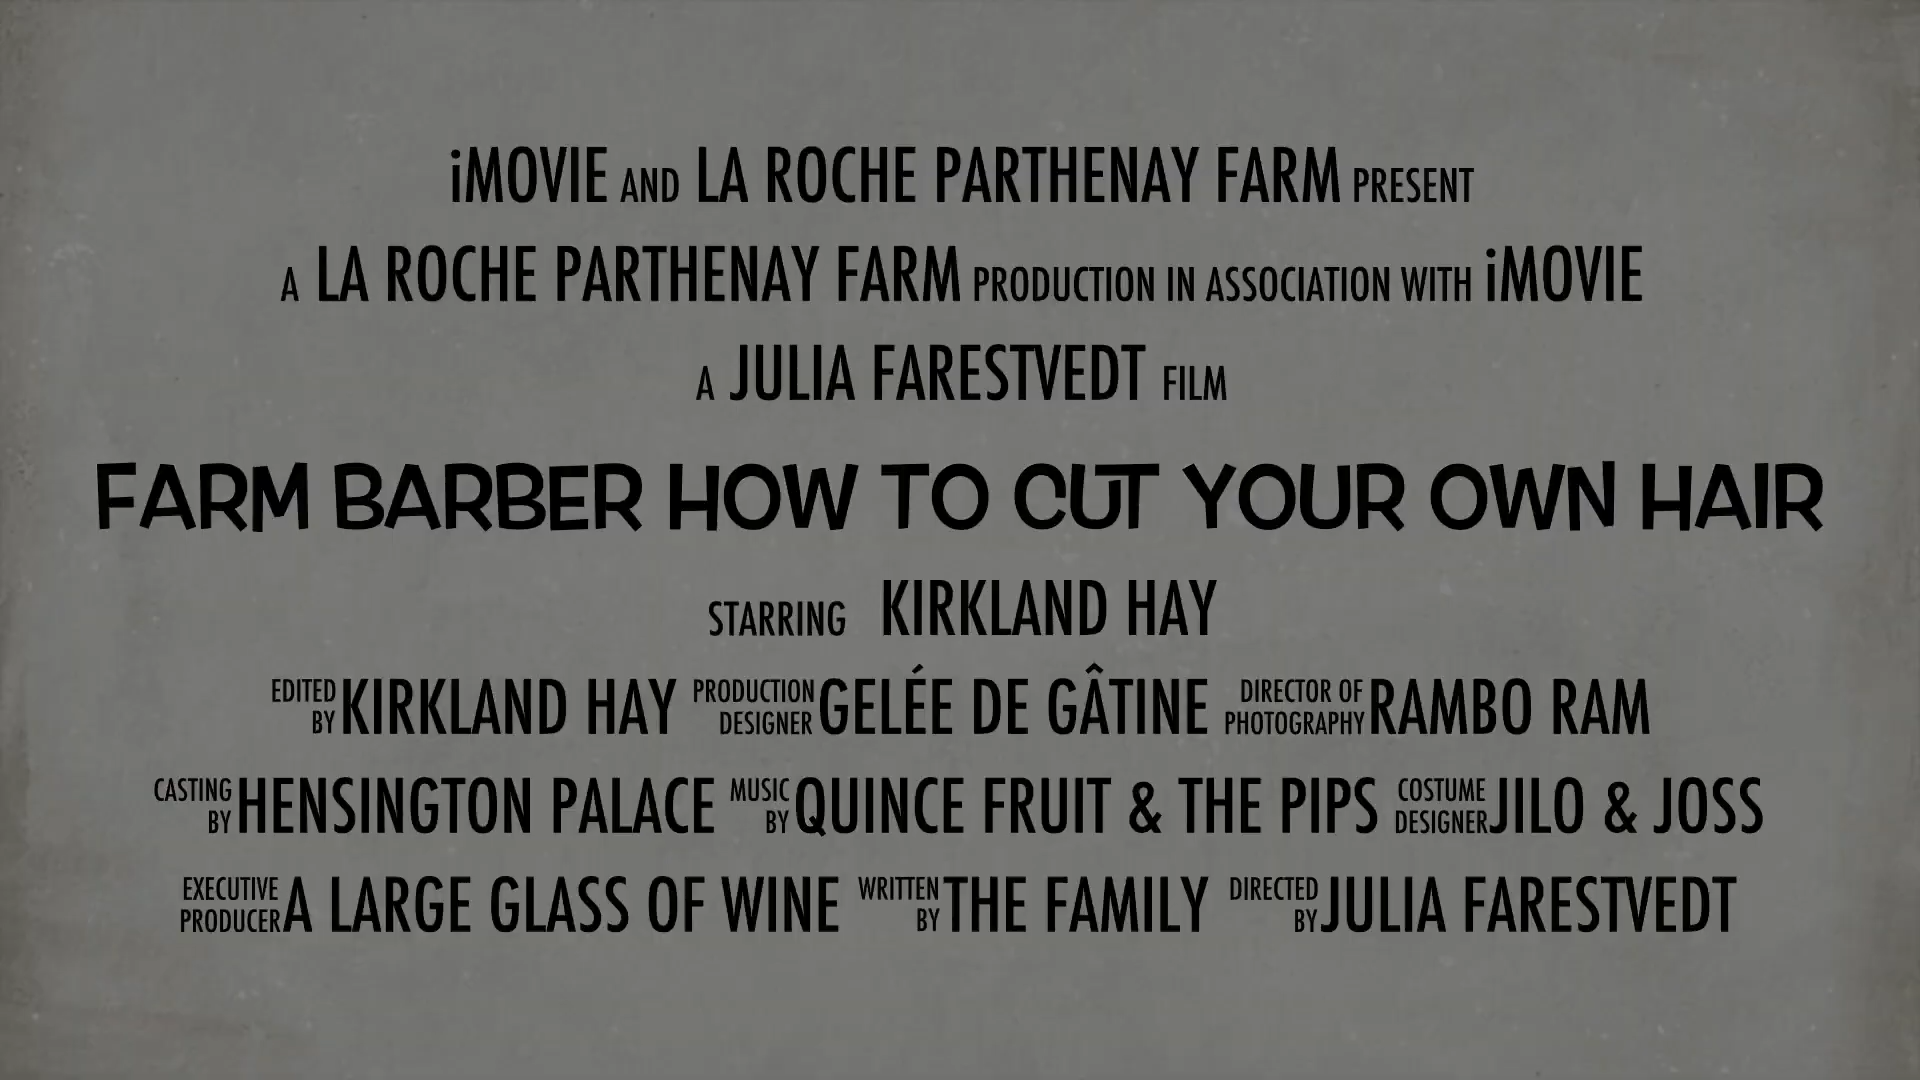 iMOVIE AND LA ROCHE PARTHENAY FARM PRESENT
A LA ROCHE PARTHENAY FARM PRODUCTION IN ASSOCIATION WITH iMOVIE
A JULIA FARESTVEDT FILM
FARM BARBER HOW TO CUT YOUR OWN HAIR
STARRING KIRKLAND HAY
EDITED BY KIRKLAND HAY PRODUCTION DESIGNER GELÉE DE GÂTINE DIRECTOR OF PHOTOGRAPHY RAMBO RAM
CASTING BY HENSINGTON PALACE MUSIC BY QUINCE FRUIT & THE PIPS COSTUME DESIGNER JILO & JOSS
EXECUTIVE PRODUCER A LARGE GLASS OF WINE WRITTEN BY THE FAMILY DIRECTED BY JULIA FARESTVEDT